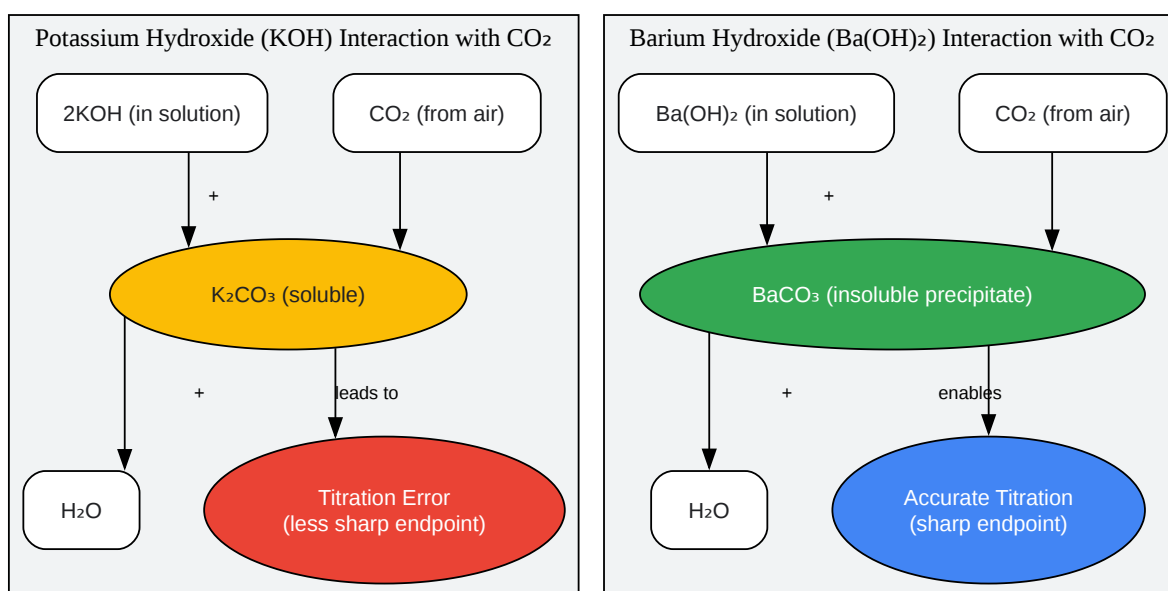 Potassium Hydroxide (KOH) Interaction with CO₂
2KOH (in solution)
CO₂ (from air)
+
K₂CO₃ (soluble)
+
leads to
H₂O
Titration Error
(less sharp endpoint)
Barium Hydroxide (Ba(OH)₂) Interaction with CO₂
Ba(OH)₂ (in solution)
CO₂ (from air)
+
BaCO₃ (insoluble precipitate)
+
enables
H₂O
Accurate Titration
(sharp endpoint)